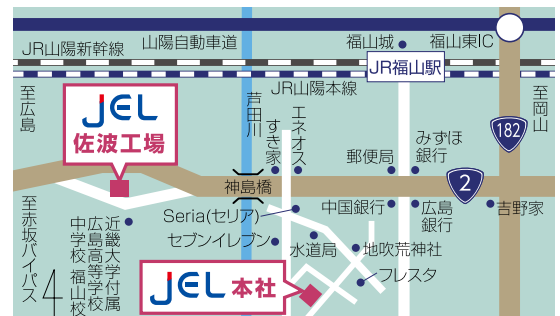 山陽自動車道
福山城
福山東IC
JR山陽新幹線
JR福山駅
JR山陽本線
至広島
至岡山
JEL
佐波工場
芦田川
すき家
エネオス
郵便局
みずほ
銀行
182
2
神島橋
Seria(セリア)
中国銀行
広島
銀行
吉野家
至赤坂バイパス
近畿大学付属
広島高等学校
中学校 福山校
セブンイレブン
水道局
地吹荒神社
フレスタ
JEL 本社
4